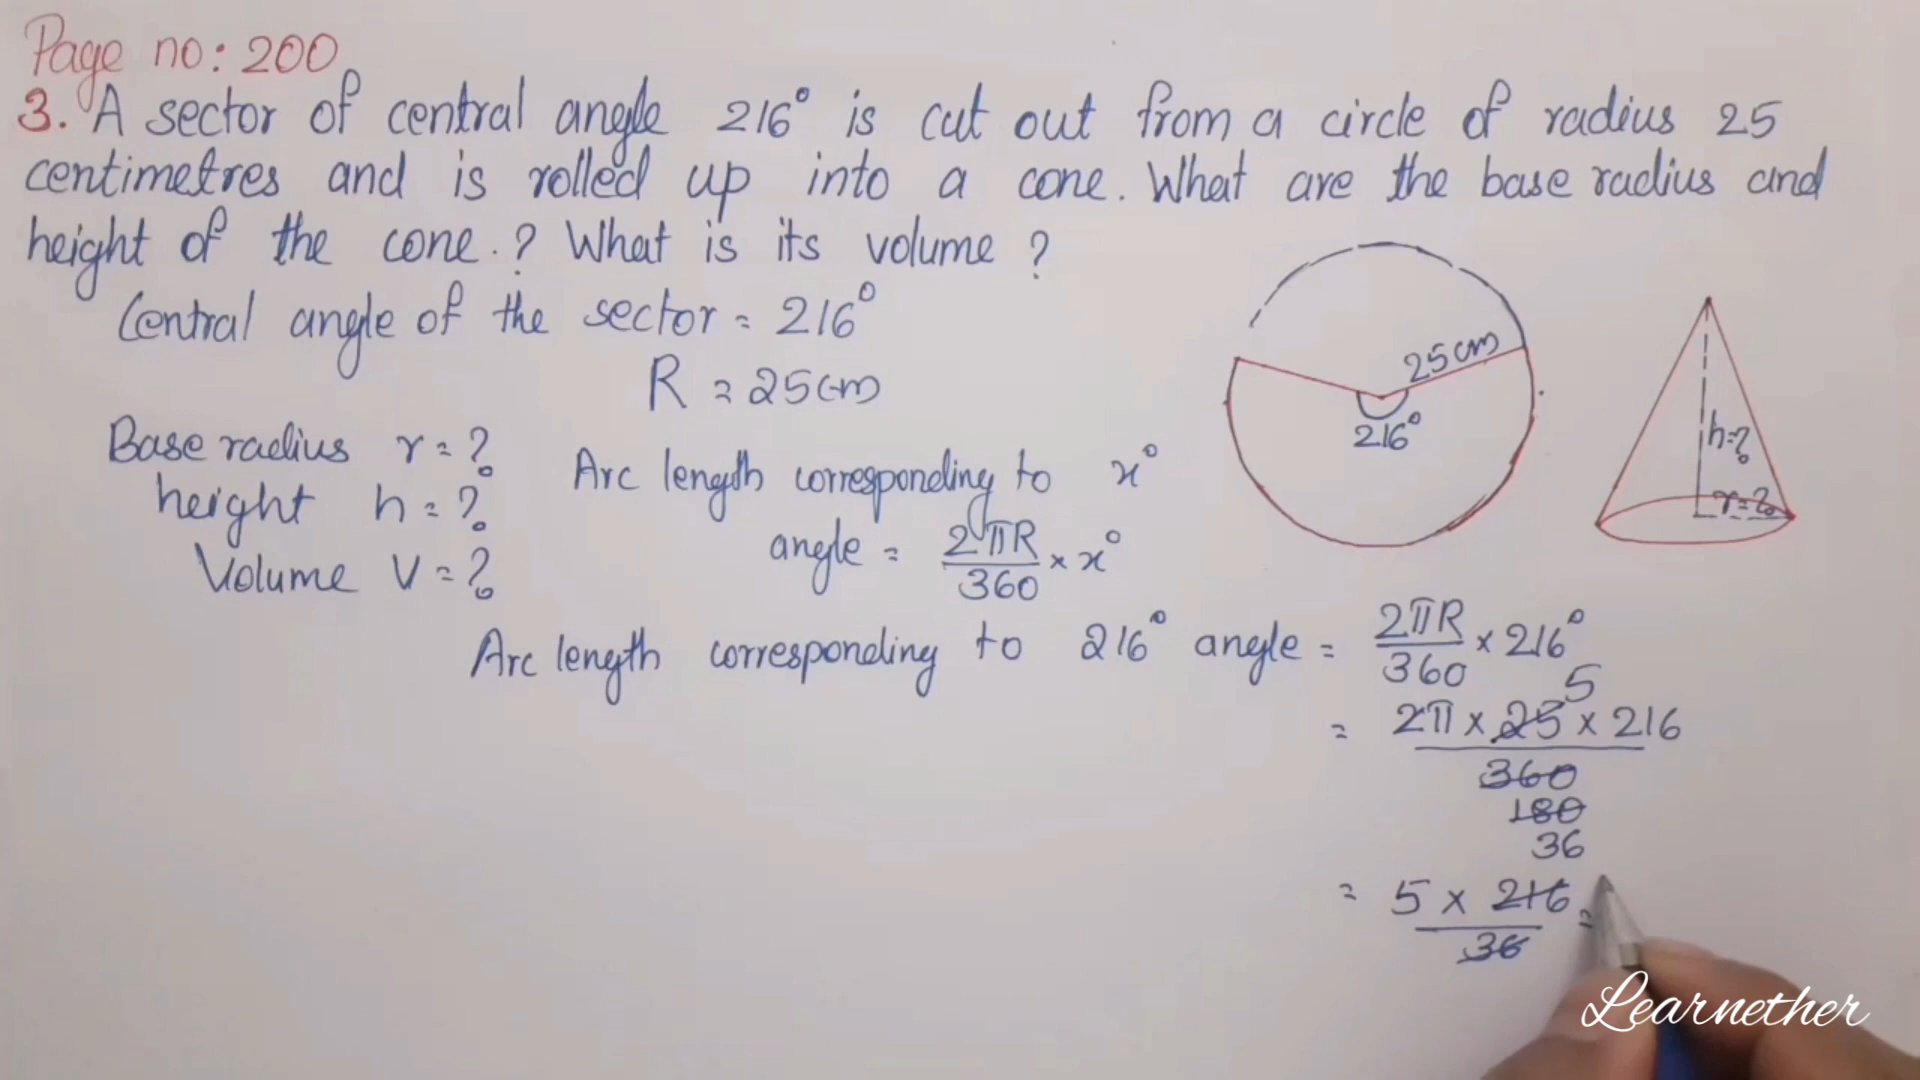 Page no: 200
3. A sector of central angle 216° is cut out from a circle of radius 25
centimetres and is rolled up into a cone. What are the base radius and
height of the cone.? What is its volume?
Central angle of the sector = 216°
R = 25cm
25cm
216°
h=?
r=?
Base radius r = ?
height h = ?
Volume V = ?
Arc length corresponding to x°
angle = 2πR/360 × x°
Arc length corresponding to 216° angle = 2πR/360 × 216°
5
= 2π × 25 × 216
360
180
36
= 5 × 216 =
36
Learnether